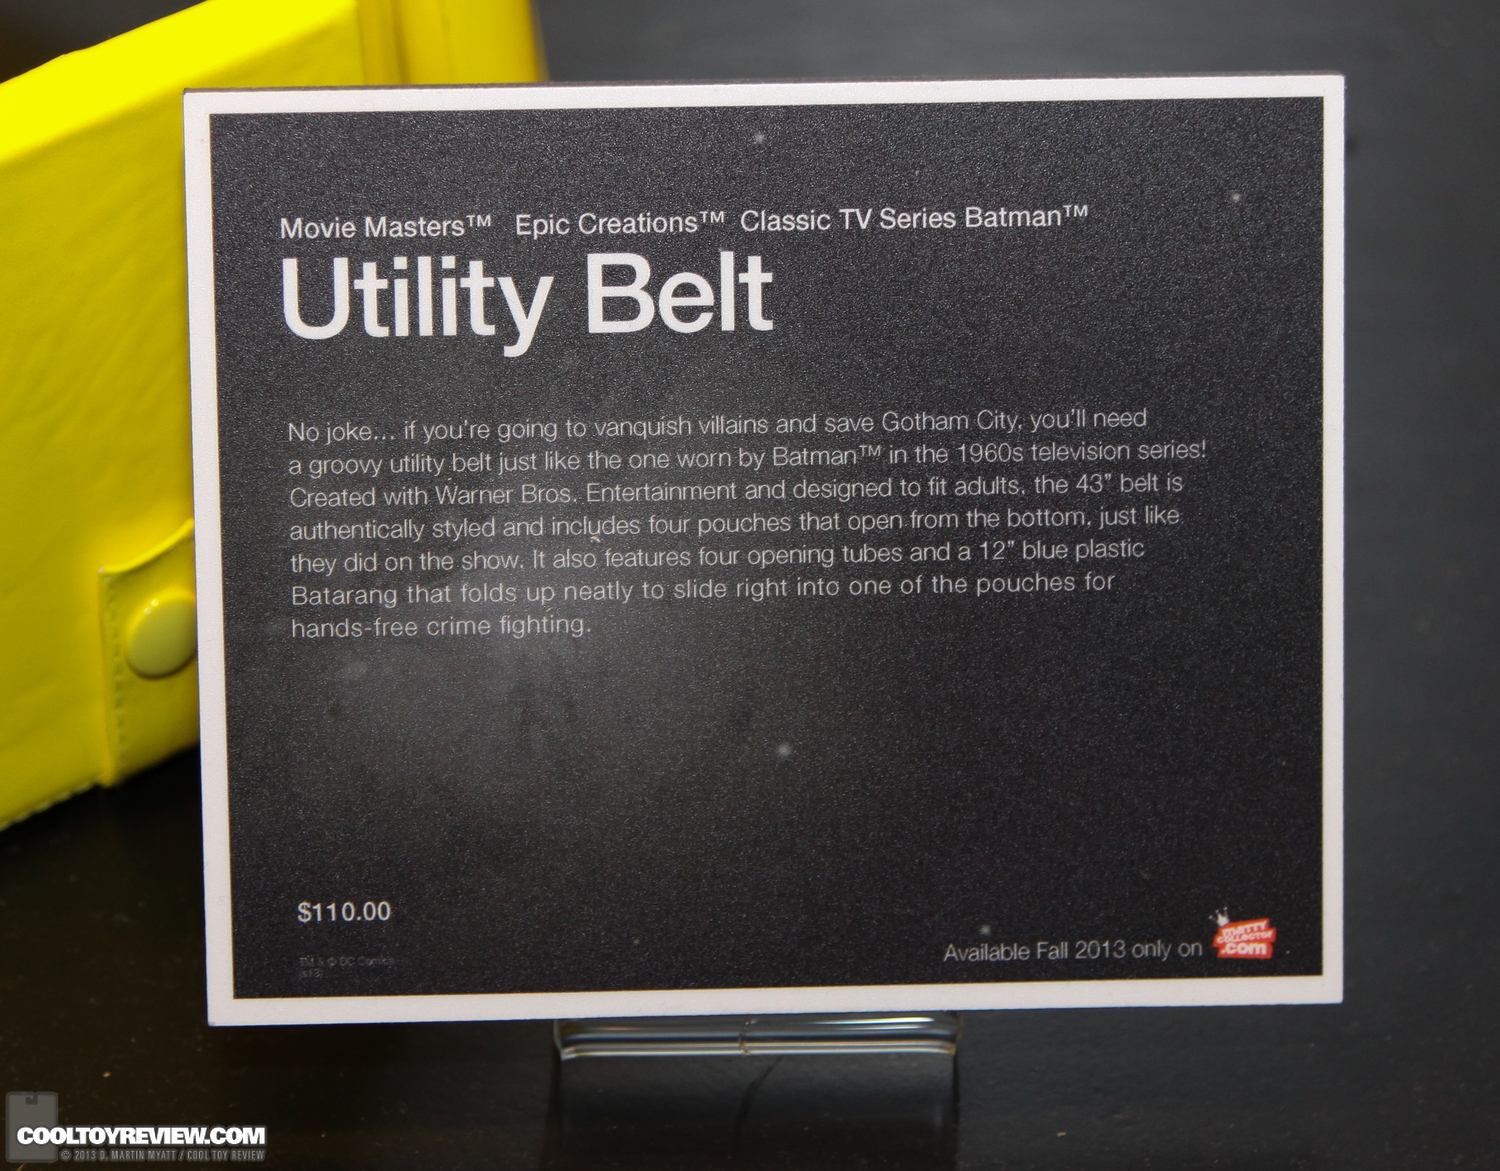 Movie Masters™ Epic Creations™ Classic TV Series Batman™
Utility Belt
No joke... if you're going to vanquish villains and save Gotham City, you'll need
a groovy utility belt just like the one worn by Batman™ in the 1960s television series!
Created with Warner Bros. Entertainment and designed to fit adults, the 43" belt is
authentically styled and includes four pouches that open from the bottom, just like
they did on the show. It also features four opening tubes and a 12" blue plastic
Batarang that folds up neatly to slide right into one of the pouches for
hands-free crime fighting.
$110.00
TM & © DC Comics
(s13)
Available Fall 2013 only on
matty
collector
.com
COOLTOYREVIEW.COM
© 2013 D. MARTIN MYATT / COOL TOY REVIEW